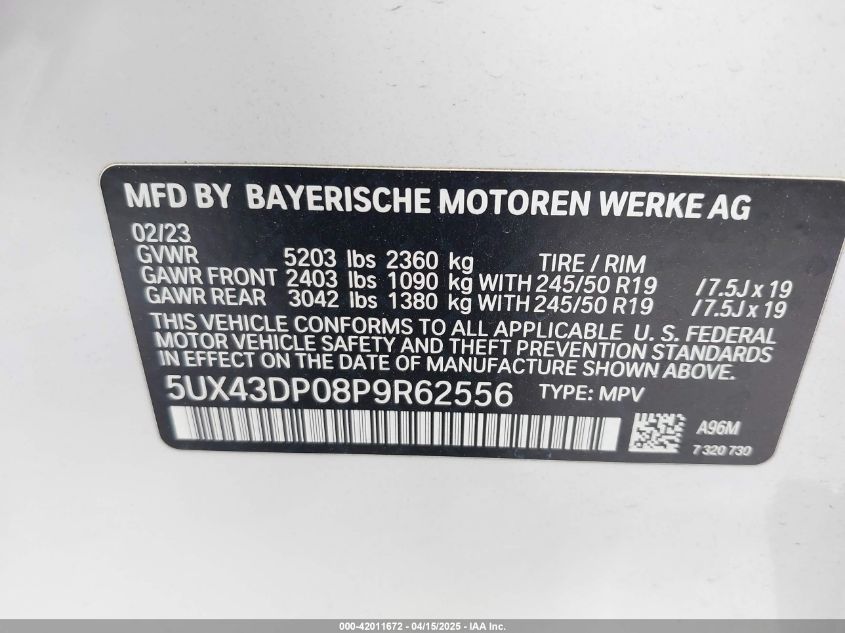 MFD BY BAYERISCHE MOTOREN WERKE AG
02/23
GVWR 5203 lbs 2360 kg TIRE / RIM
GAWR FRONT 2403 lbs 1090 kg WITH 245/50 R19 / 7.5J x 19
GAWR REAR 3042 lbs 1380 kg WITH 245/50 R19 / 7.5J x 19
THIS VEHICLE CONFORMS TO ALL APPLICABLE U. S. FEDERAL
MOTOR VEHICLE SAFETY AND THEFT PREVENTION STANDARDS
IN EFFECT ON THE DATE OF MANUFACTURE SHOWN ABOVE.
5UX43DP08P9R62556 TYPE: MPV
A96M
7 320 730
000-42011672 - 04/15/2025 - IAA Inc.